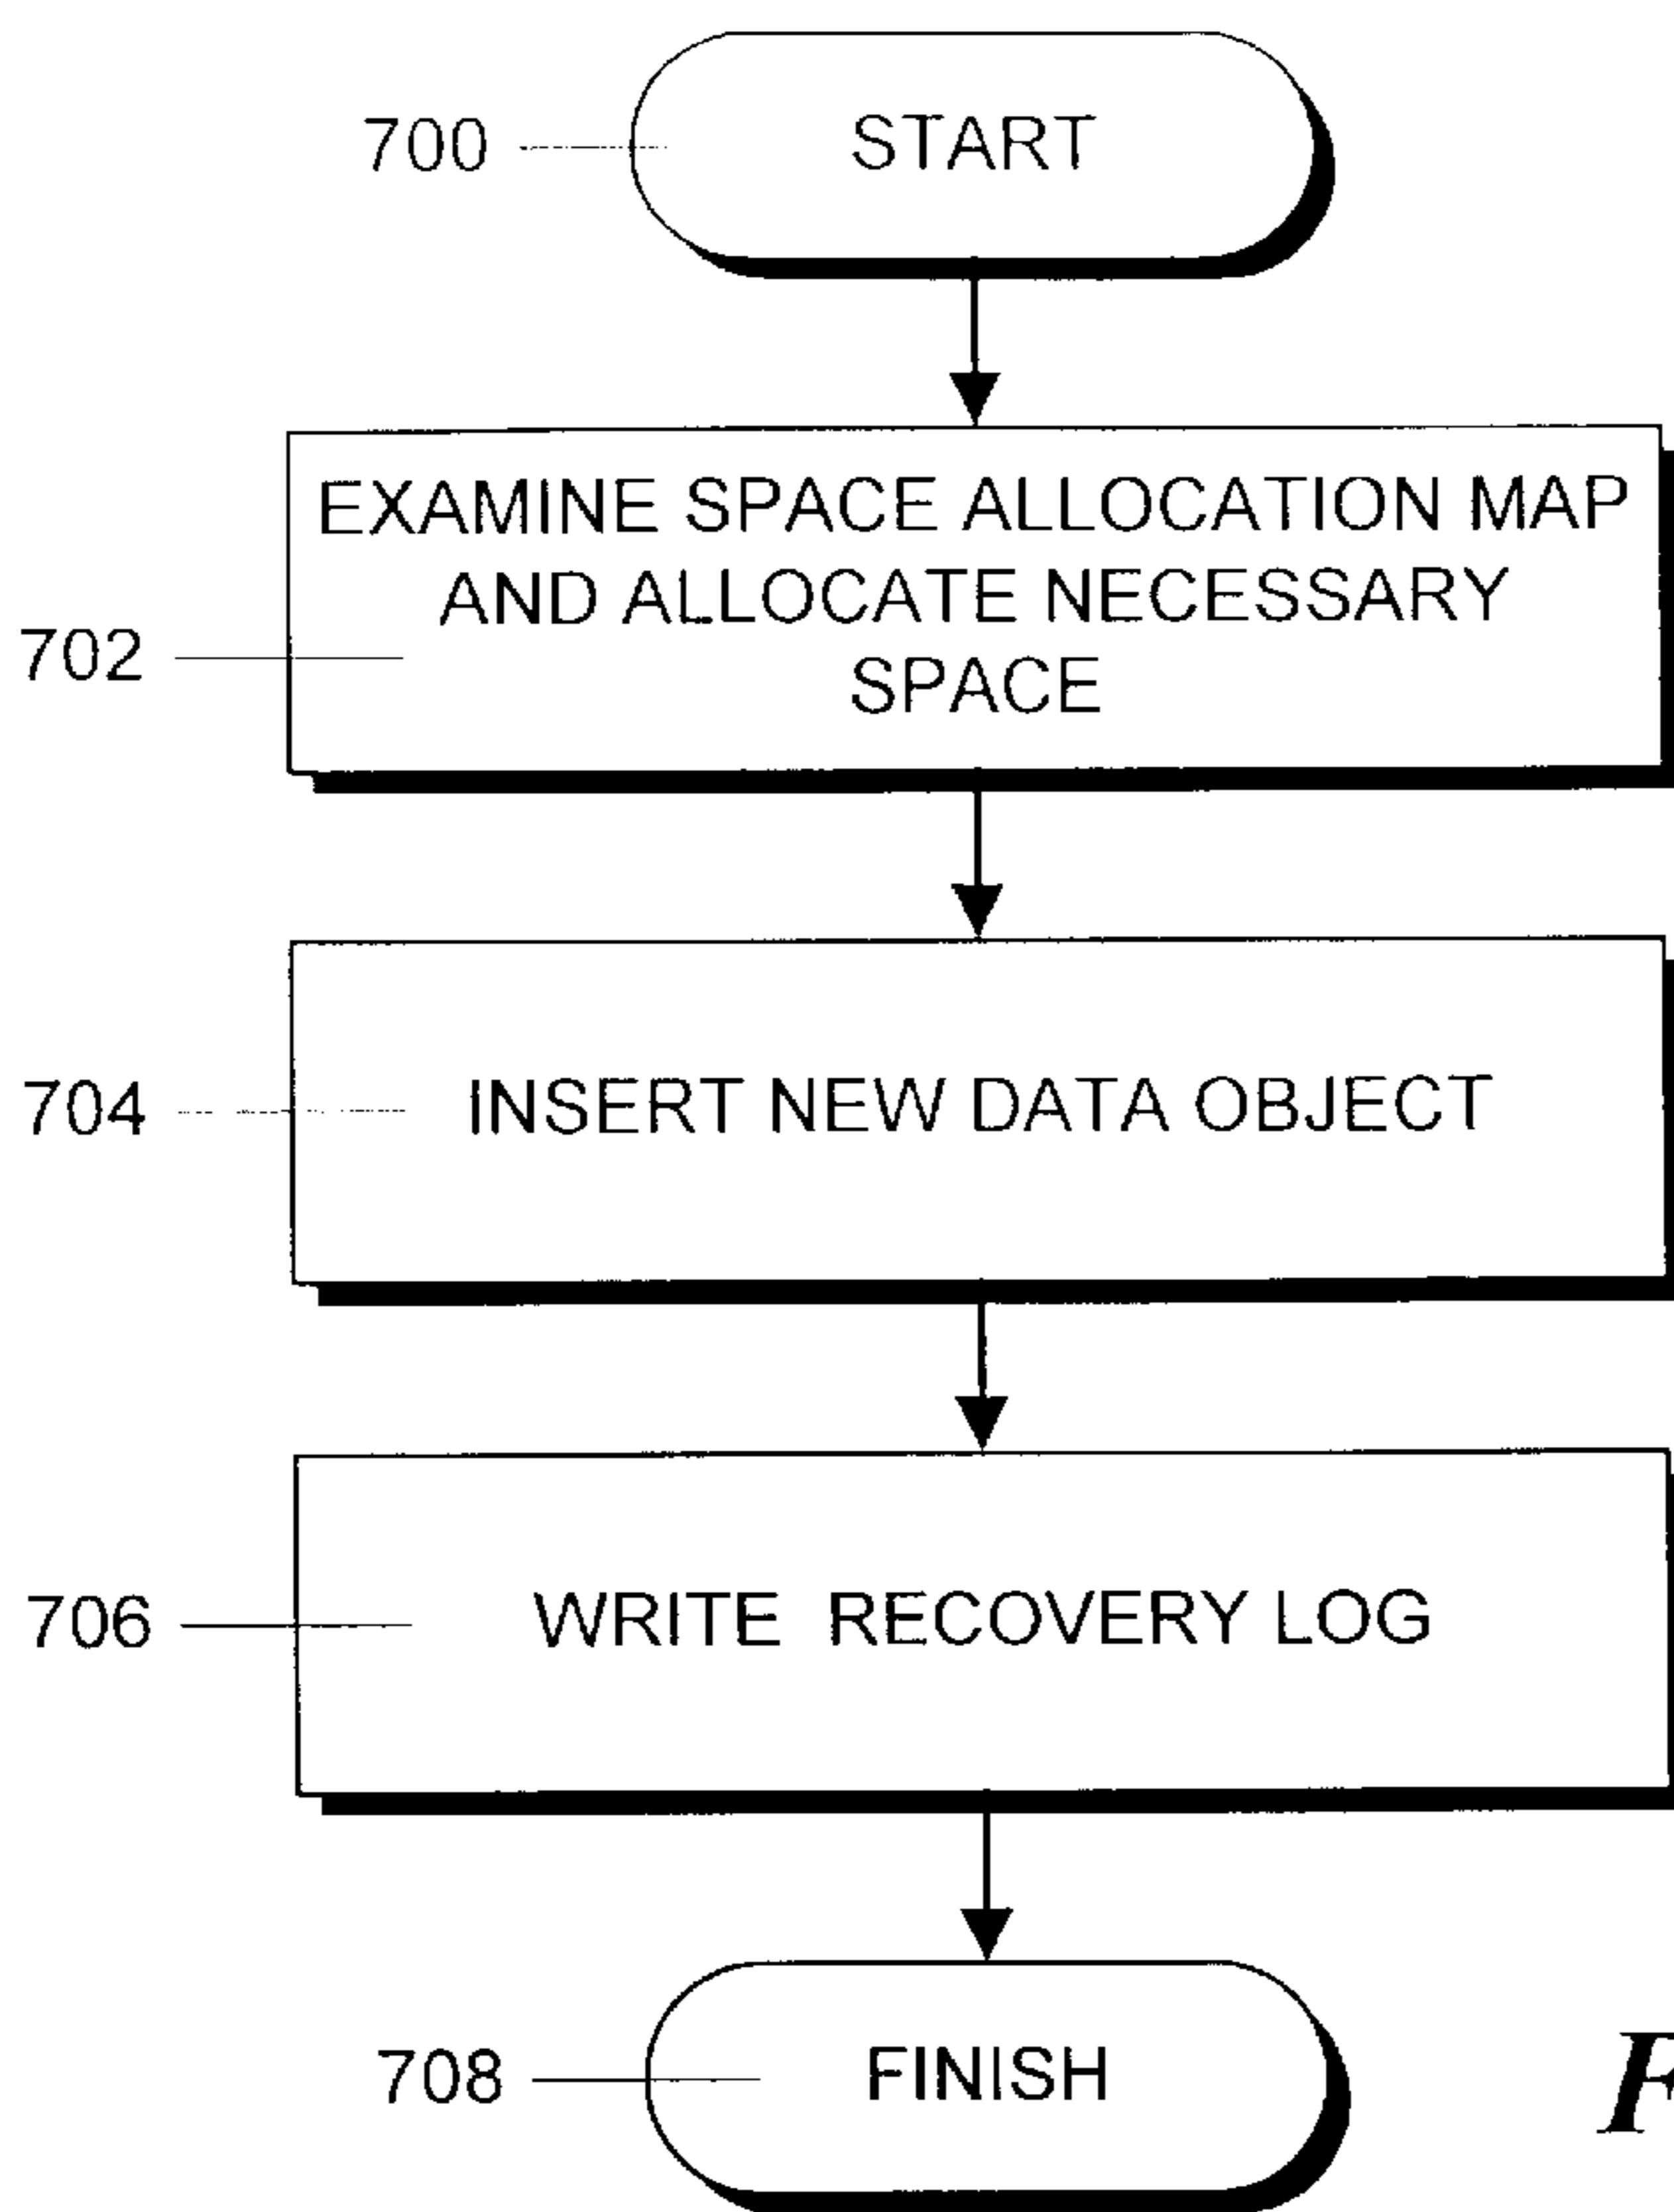 700
START
EXAMINE SPACE ALLOCATION MAP
AND ALLOCATE NECESSARY
SPACE
702
704
INSERT NEW DATA OBJECT
706
WRITE RECOVERY LOG
708
FINISH